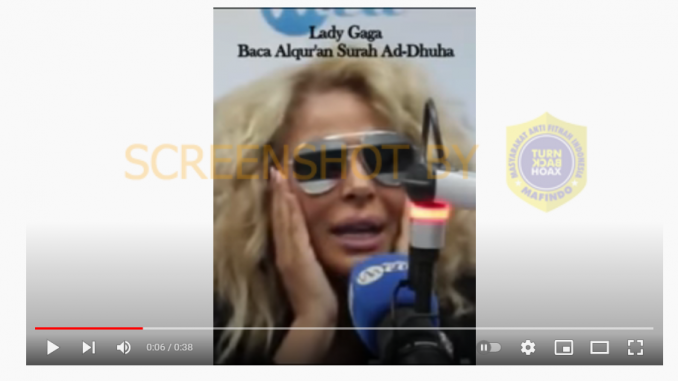 Lady Gaga
Baca Alqur'an Surah Ad-Dhuha
SCREENSHOT BY
MASYARAKAT ANTI FITNAH INDONESIA
TURN
BACK
HOAX
MAFINDO
0:06 / 0:38